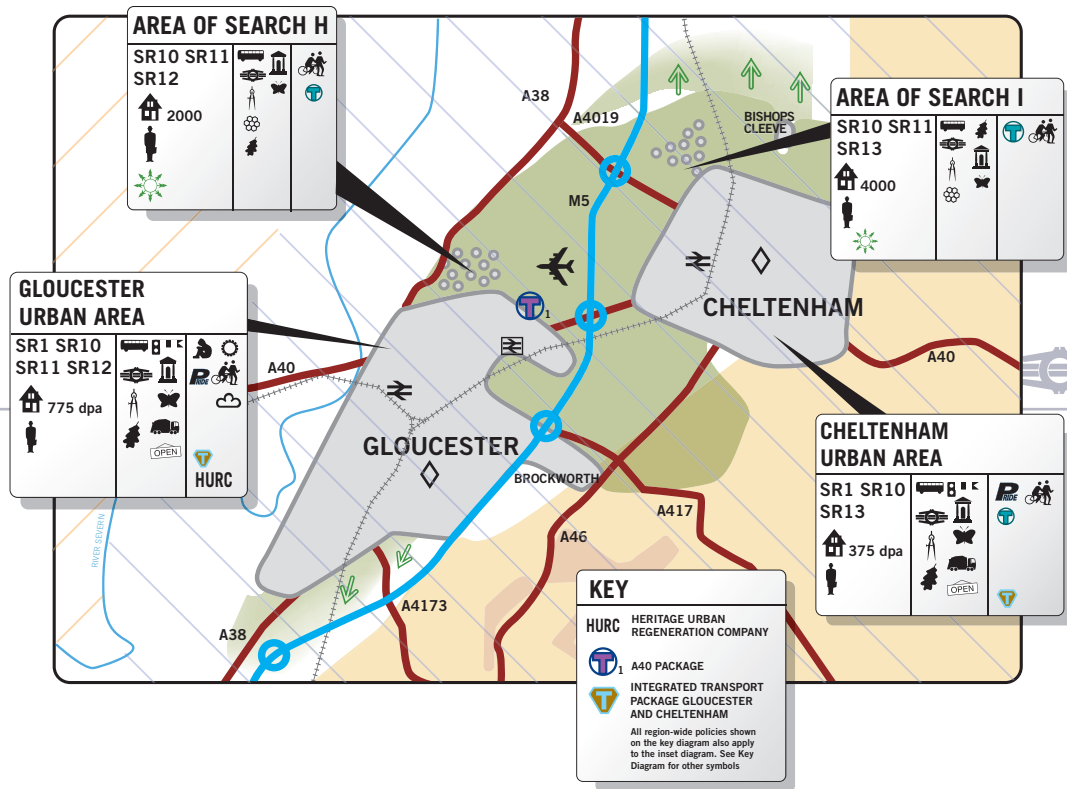 AREA OF SEARCH H
SR10 SR11
SR12
2000
T
AREA OF SEARCH I
SR10 SR11
SR13
4000
T
GLOUCESTER
URBAN AREA
SR1 SR10
SR11 SR12
775 dpa
OPEN
PRIDE
T
HURC
CHELTENHAM
URBAN AREA
SR1 SR10
SR13
375 dpa
OPEN
PRIDE
T
T
A38
A4019
BISHOPS
CLEEVE
M5
T1
CHELTENHAM
A40
A40
GLOUCESTER
BROCKWORTH
A417
A46
A4173
A38
RIVER SEVERN
KEY
HURC
HERITAGE URBAN
REGENERATION COMPANY
T1
A40 PACKAGE
T
INTEGRATED TRANSPORT
PACKAGE GLOUCESTER
AND CHELTENHAM
All region-wide policies shown
on the key diagram also apply
to the inset diagram. See Key
Diagram for other symbols